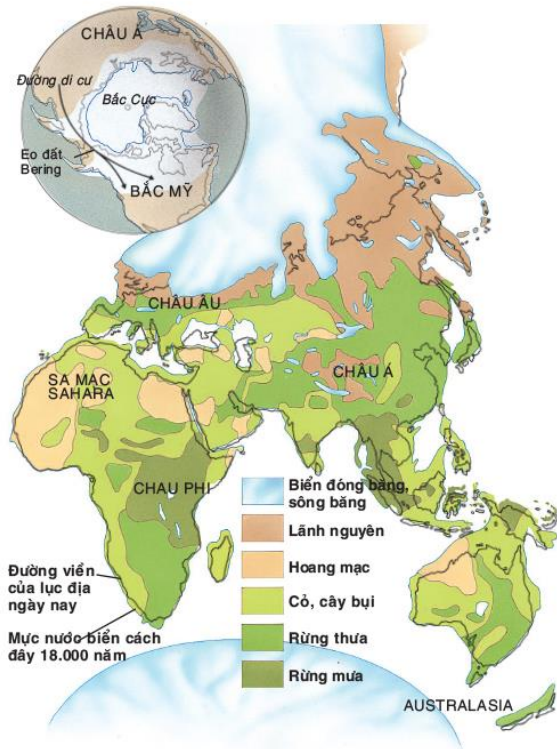 CHÂU Á
Đường di cư
Bắc Cực
Eo đất
Bering
BẮC MỸ
CHÂU ÂU
SA MẠC
SAHARA
CHÂU Á
CHAU PHI
Biển đóng băng,
sông băng
Lãnh nguyên
Hoang mạc
Cỏ, cây bụi
Rừng thưa
Rừng mưa
Đường viền
của lục địa
ngày nay
Mực nước biển cách
đây 18.000 năm
AUSTRALASIA